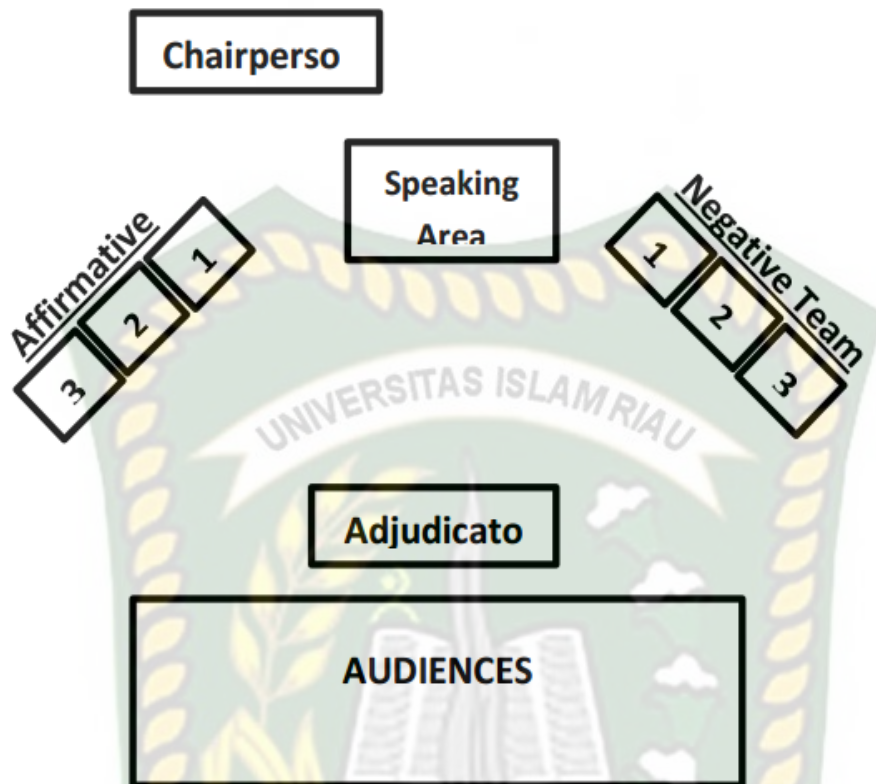 Chairperso
Speaking
Area
Affirmative
1
2
3
Negative Team
1
2
3
UNIVERSITAS ISLAM RIAU
Adjudicato
AUDIENCES